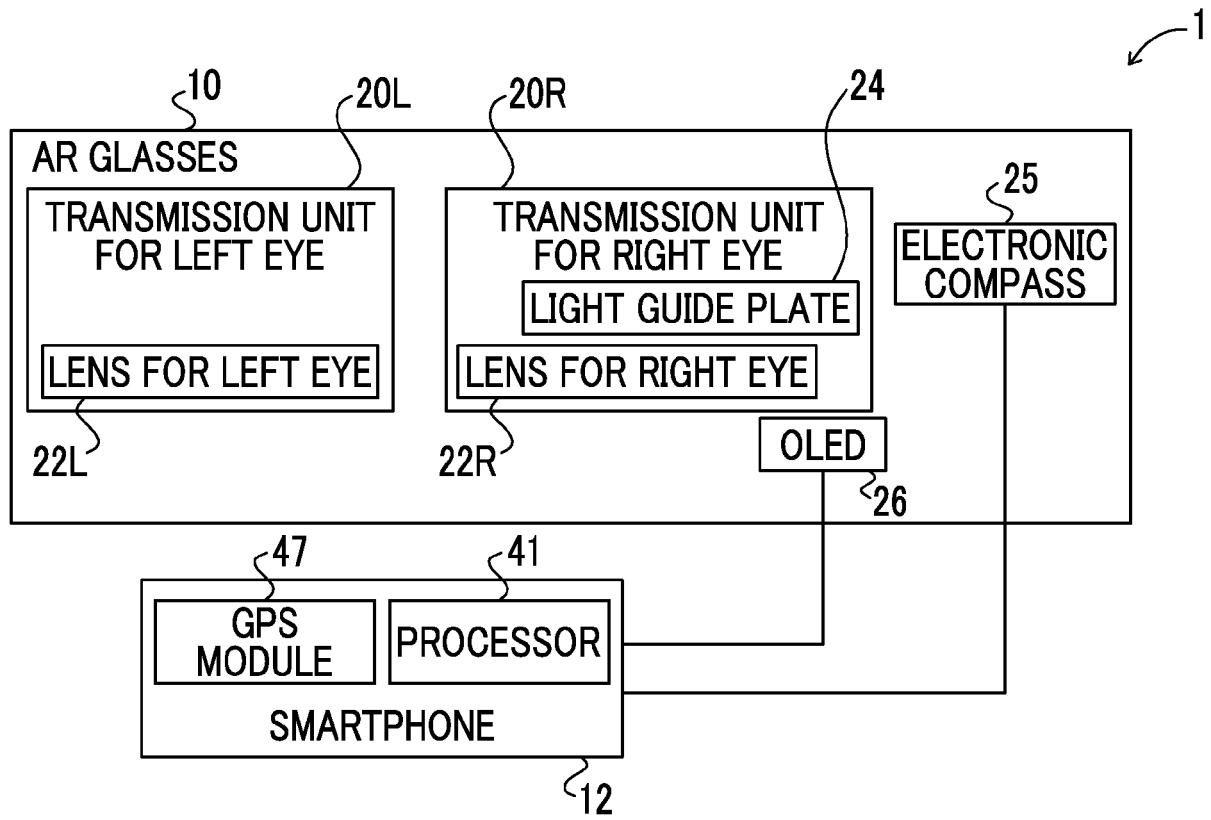 1
10
20L
20R
24
AR GLASSES
25
TRANSMISSION UNIT
FOR LEFT EYE
TRANSMISSION UNIT
FOR RIGHT EYE
ELECTRONIC
COMPASS
LIGHT GUIDE PLATE
LENS FOR LEFT EYE
LENS FOR RIGHT EYE
22L
22R
OLED
26
47
41
GPS
MODULE
PROCESSOR
SMARTPHONE
12